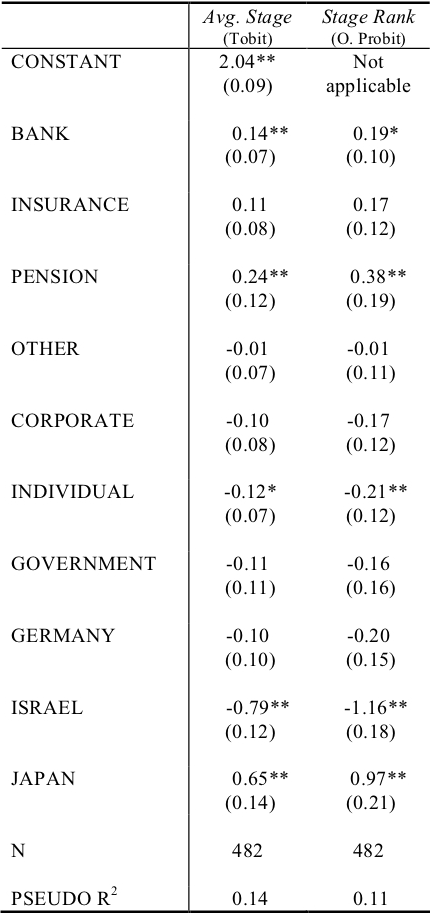 Avg. Stage Stage Rank
(Tobit) (O. Probit)
CONSTANT 2.04** Not
(0.09) applicable
BANK 0.14** 0.19*
(0.07) (0.10)
INSURANCE 0.11 0.17
(0.08) (0.12)
PENSION 0.24** 0.38**
(0.12) (0.19)
OTHER -0.01 -0.01
(0.07) (0.11)
CORPORATE -0.10 -0.17
(0.08) (0.12)
INDIVIDUAL -0.12* -0.21**
(0.07) (0.12)
GOVERNMENT -0.11 -0.16
(0.11) (0.16)
GERMANY -0.10 -0.20
(0.10) (0.15)
ISRAEL -0.79** -1.16**
(0.12) (0.18)
JAPAN 0.65** 0.97**
(0.14) (0.21)
N 482 482
PSEUDO R² 0.14 0.11